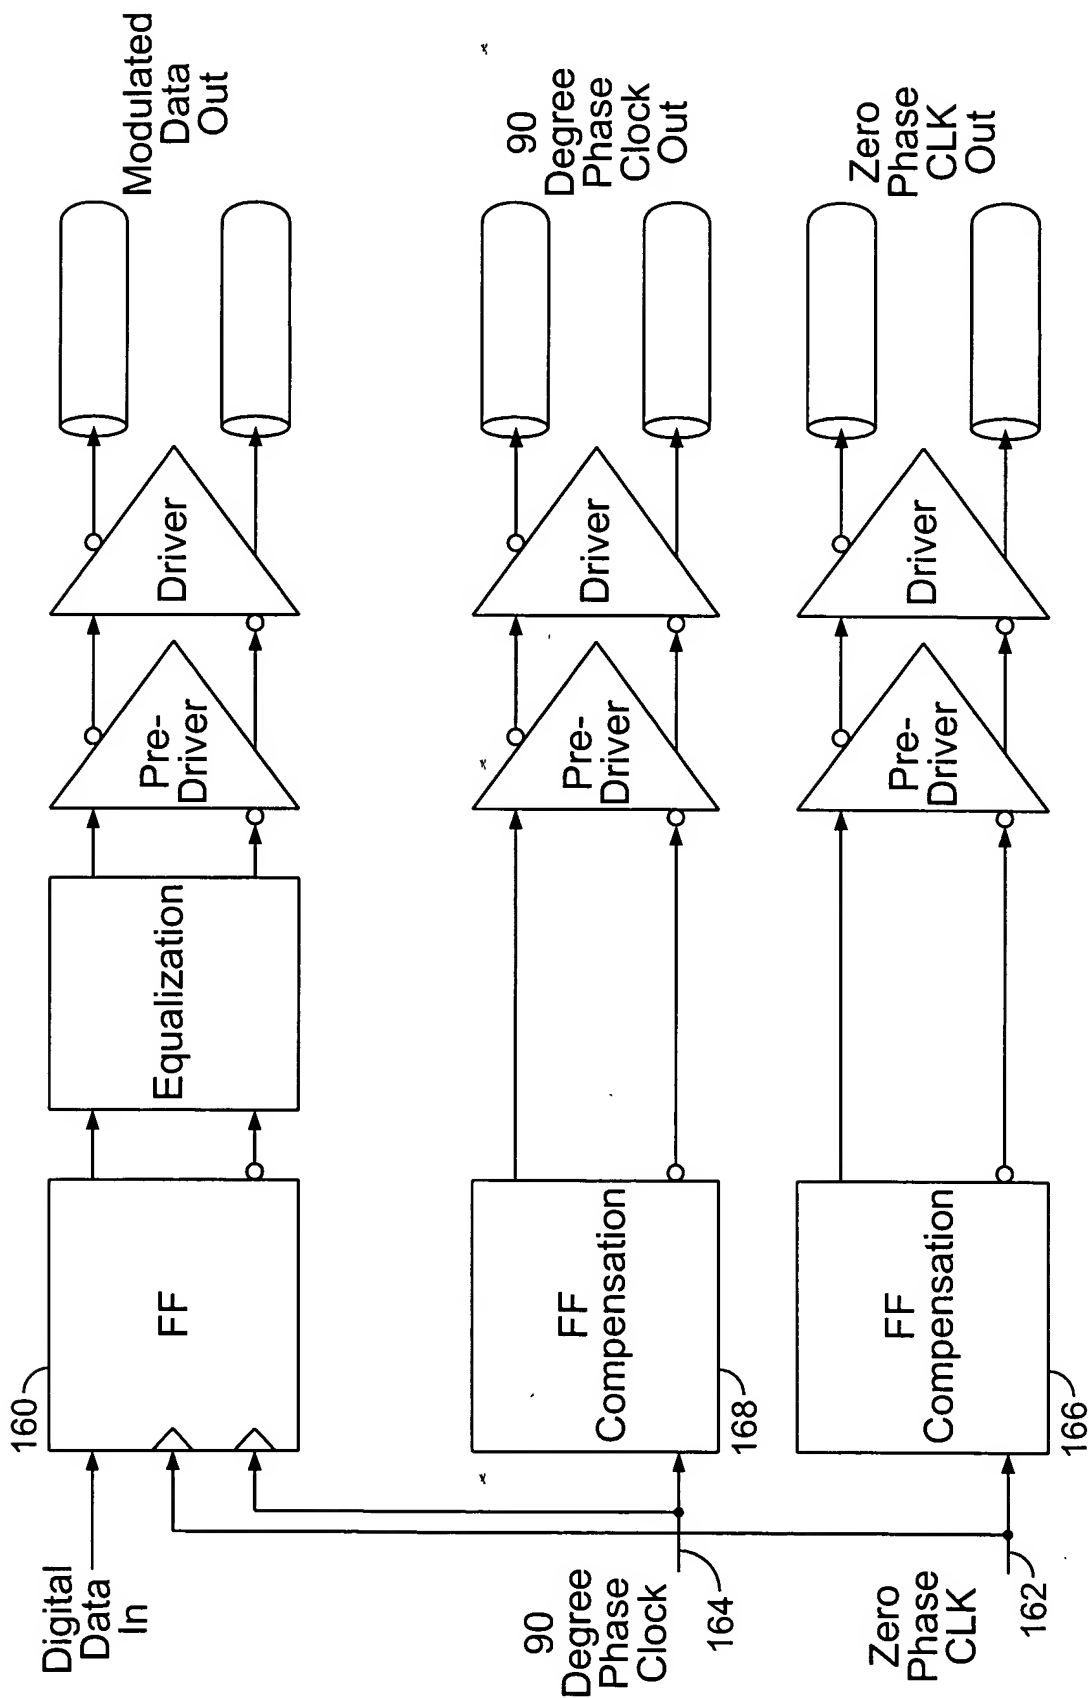 Digital
Data
In
160
FF
Equalization
Pre-
Driver
Driver
Modulated
Data
Out
90
Degree
Phase
Clock
164
FF
Compensation
168
Pre-
Driver
Driver
90
Degree
Phase
Clock
Out
Zero
Phase
CLK
162
FF
Compensation
166
Pre-
Driver
Driver
Zero
Phase
CLK
Out